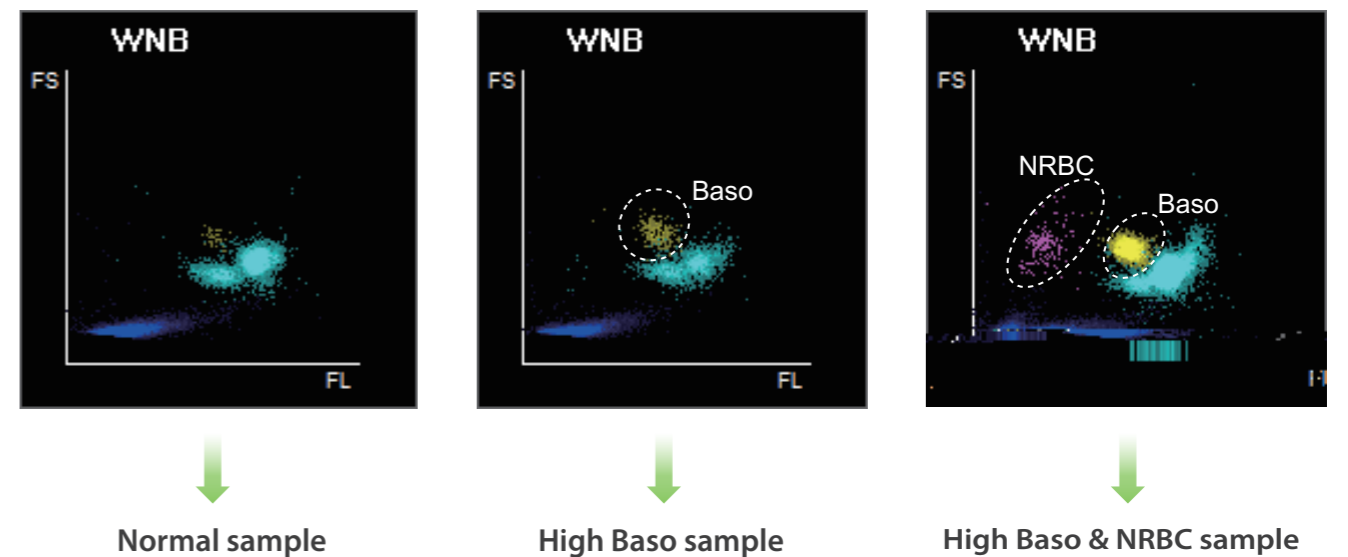 WNB
FS
FL
Normal sample
WNB
FS
Baso
FL
High Baso sample
WNB
FS
NRBC
Baso
High Baso & NRBC sample